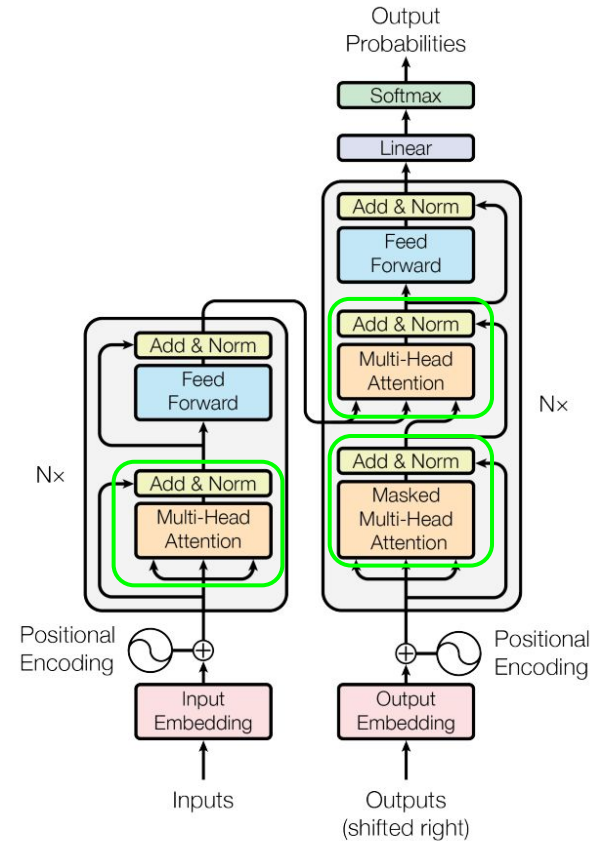 Output
Probabilities
Softmax
Linear
Add & Norm
Feed
Forward
Add & Norm
Multi-Head
Attention
Add & Norm
Masked
Multi-Head
Attention
N×
Add & Norm
Feed
Forward
N×
Add & Norm
Multi-Head
Attention
Positional
Encoding
Positional
Encoding
Input
Embedding
Output
Embedding
Inputs
Outputs
(shifted right)